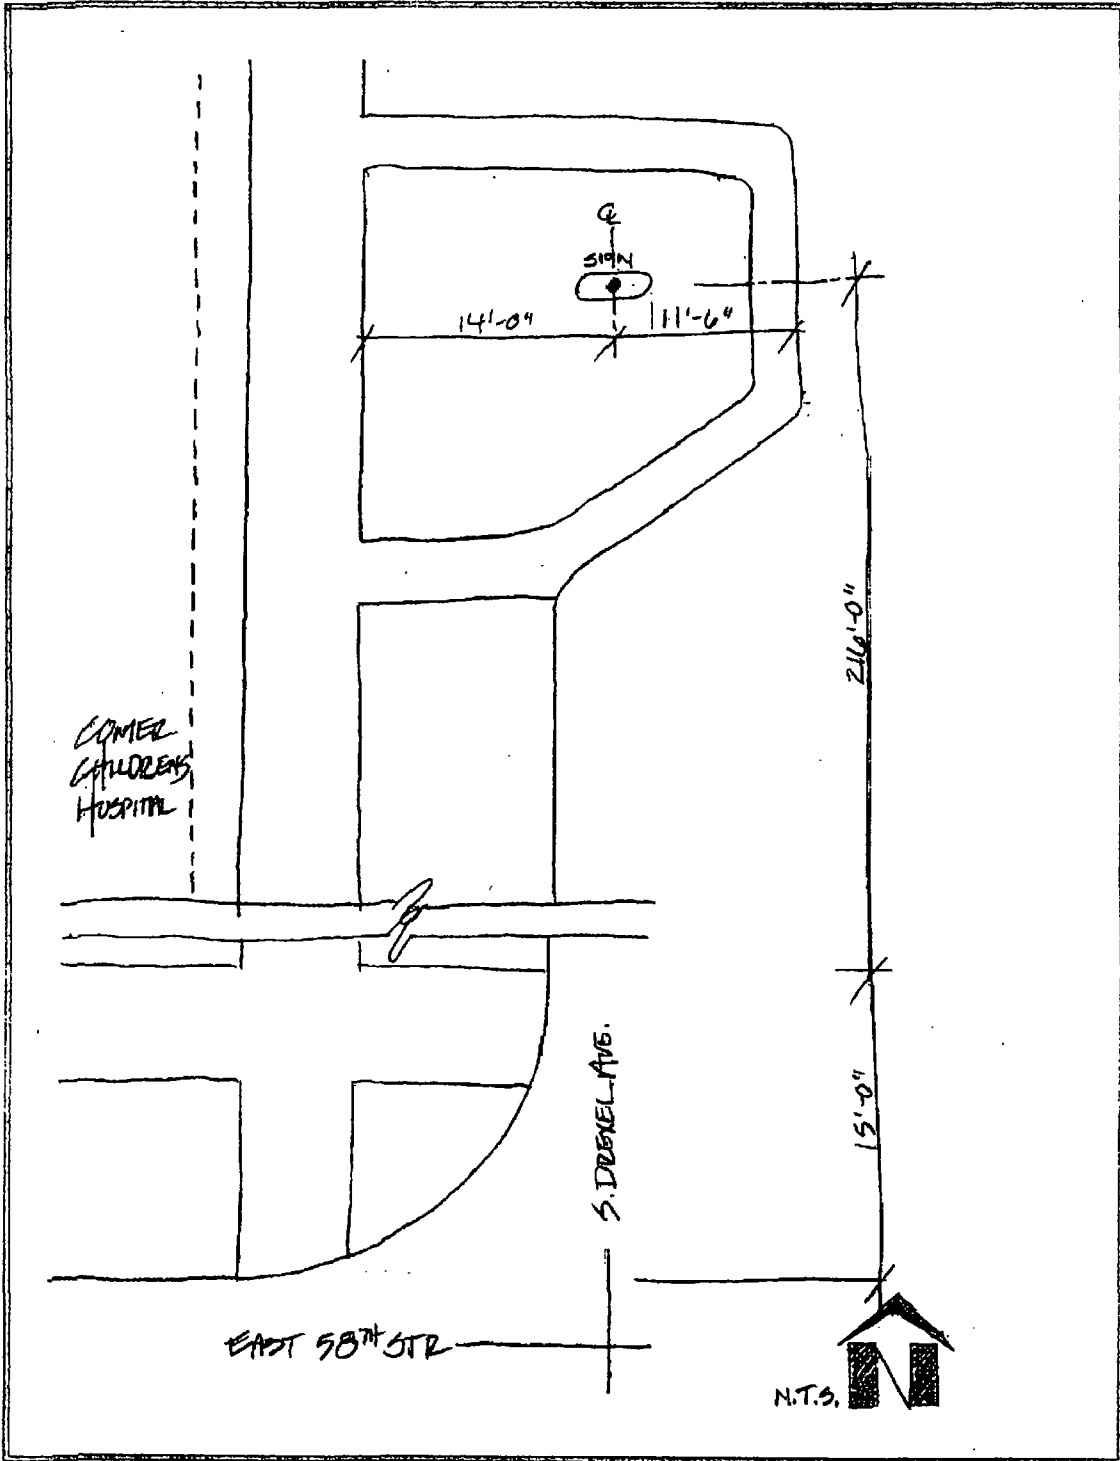 ℄
SIGN
14'-0"
11'-6"
216'-0"
COMER
CHILDRENS
HOSPITAL
15'-0"
S. DREXEL AVE.
EAST 58TH STR
N.T.S.
N